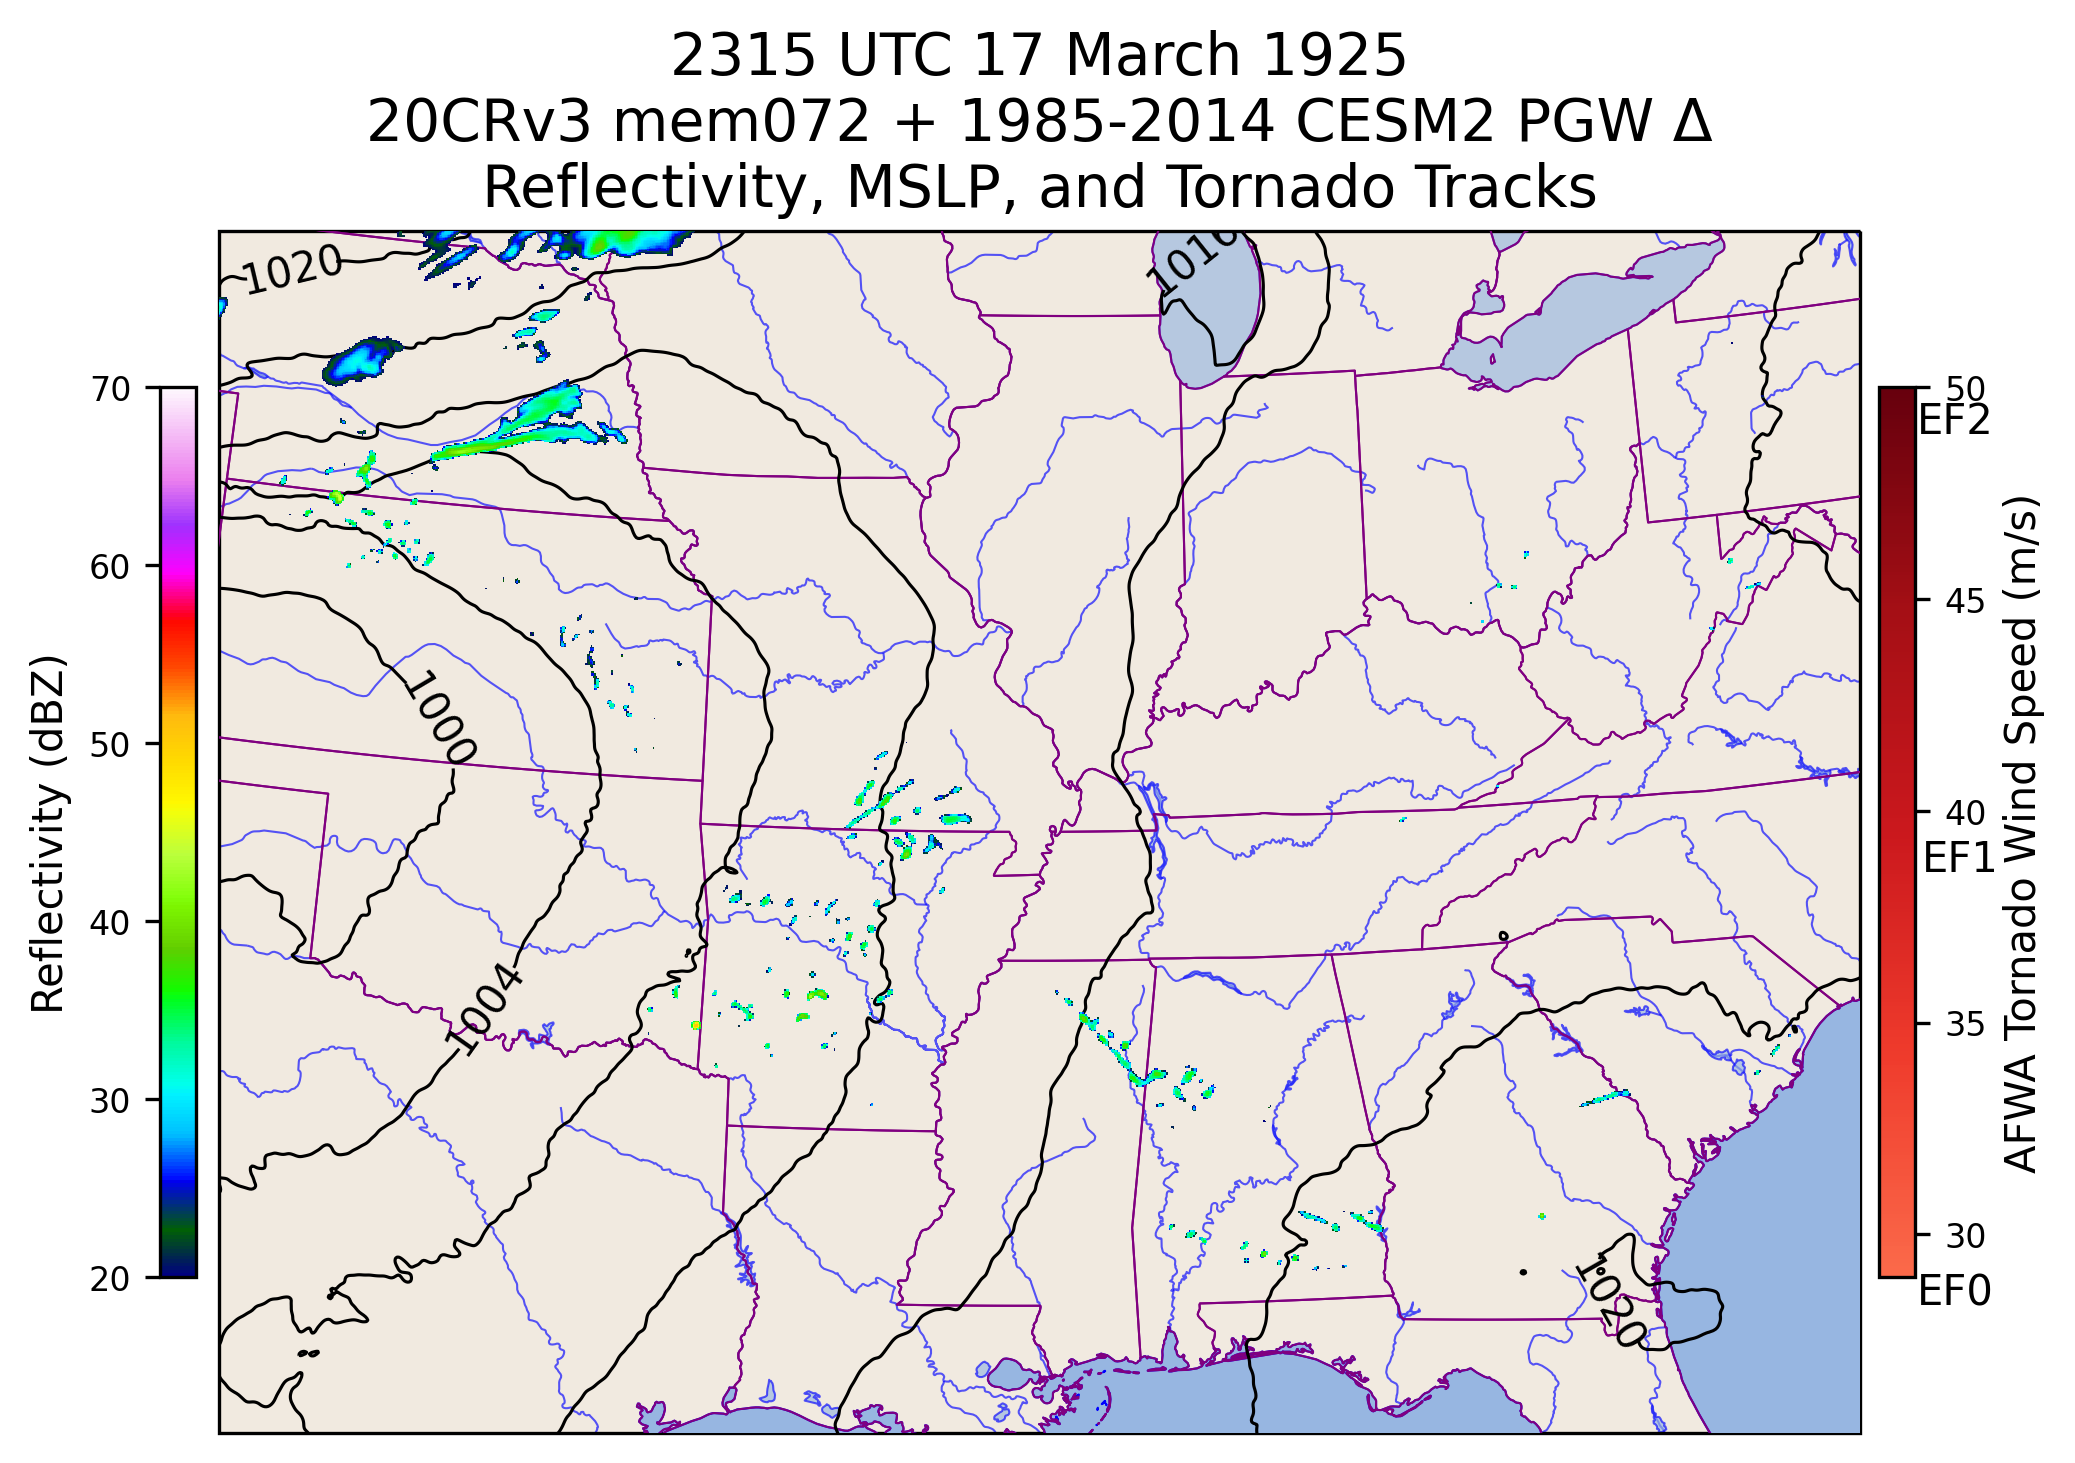 2315 UTC 17 March 1925
20CRv3 mem072 + 1985-2014 CESM2 PGW Δ
Reflectivity, MSLP, and Tornado Tracks
1020
1016
1000
1004
1020
70
60
50
40
30
20
Reflectivity (dBZ)
50
EF2
45
40
EF1
35
30
EF0
AFWA Tornado Wind Speed (m/s)